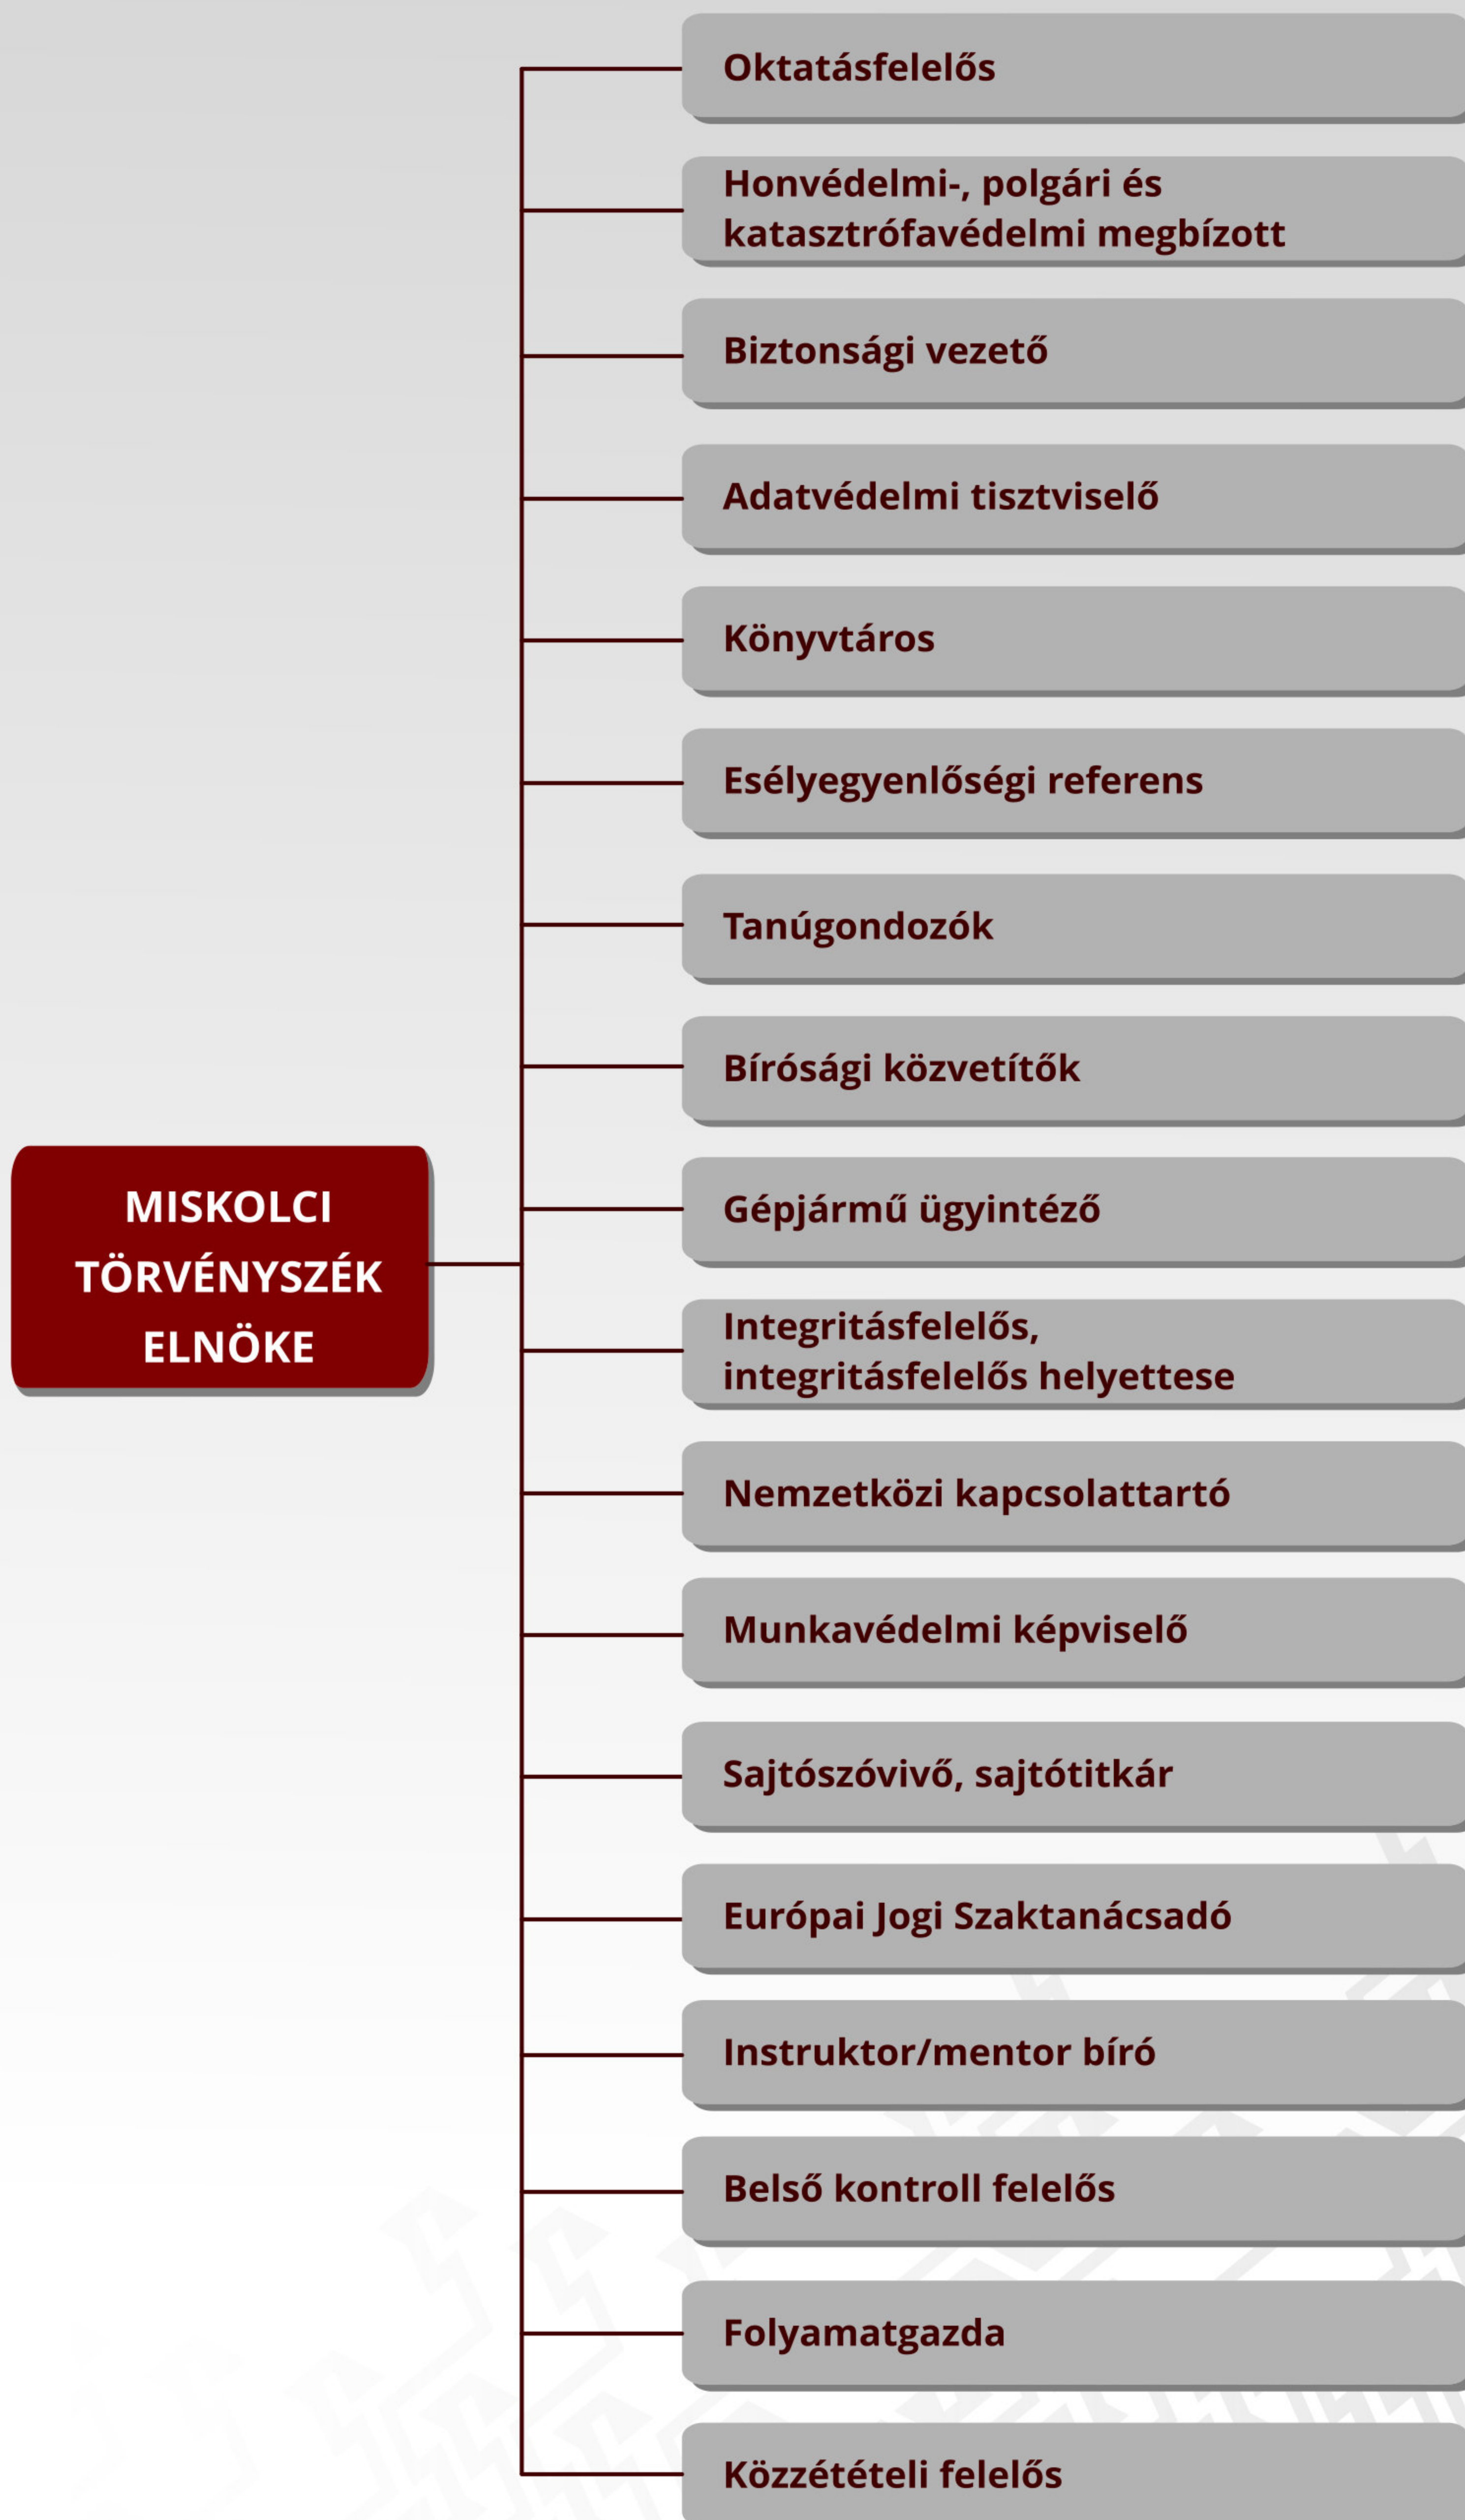 Oktatásfelelős
Honvédelmi-, polgári és
katasztrófavédelmi megbízott
Biztonsági vezető
Adatvédelmi tisztviselő
Könyvtáros
Esélyegyenlőségi referens
Tanúgondozók
Bírósági közvetítők
MISKOLCI
TÖRVÉNYSZÉK
ELNÖKE
Gépjármű ügyintéző
Integritásfelelős,
integritásfelelős helyettese
Nemzetközi kapcsolattartó
Munkavédelmi képviselő
Sajtószóvivő, sajtótitkár
Európai Jogi Szaktanácsadó
Instruktor/mentor bíró
Belső kontroll felelős
Folyamatgazda
Közzétételi felelős